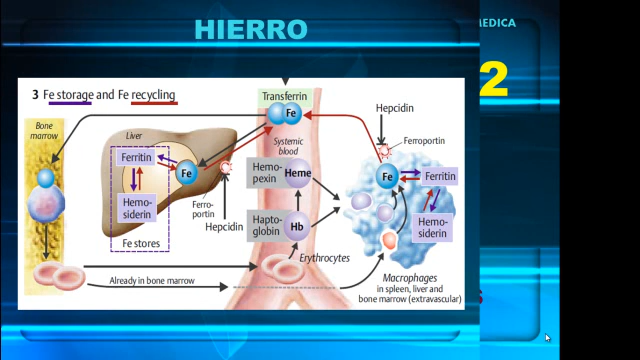 HIERRO
MEDICA
2
3 Fe storage and Fe recycling
Transferrin
Fe
Hepcidin
Bone
marrow
Liver
Systemic
blood
Ferroportin
Ferritin
Fe
Hemo-
pexin
Heme
Fe
Ferritin
Hemo-
siderin
Ferro-
portin
Hepcidin
Hapto-
globin
Hb
Hemo-
siderin
Fe stores
Erythrocytes
Already in bone marrow
Macrophages
in spleen, liver and
bone marrow (extravascular)